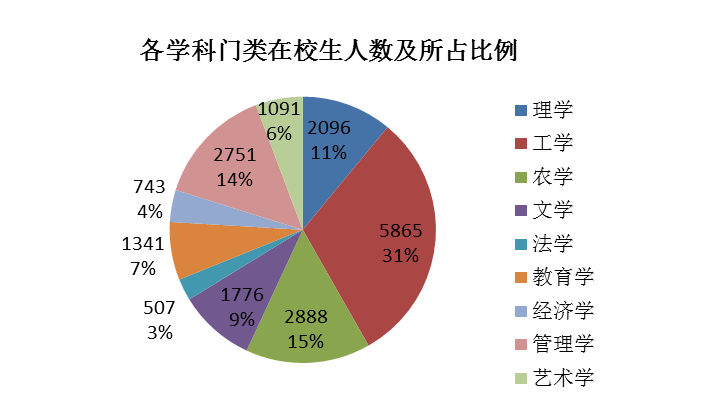 各学科门类在校生人数及所占比例
2096
11%
5865
31%
2888
15%
1776
9%
507
3%
1341
7%
743
4%
2751
14%
1091
6%
理学
工学
农学
文学
法学
教育学
经济学
管理学
艺术学